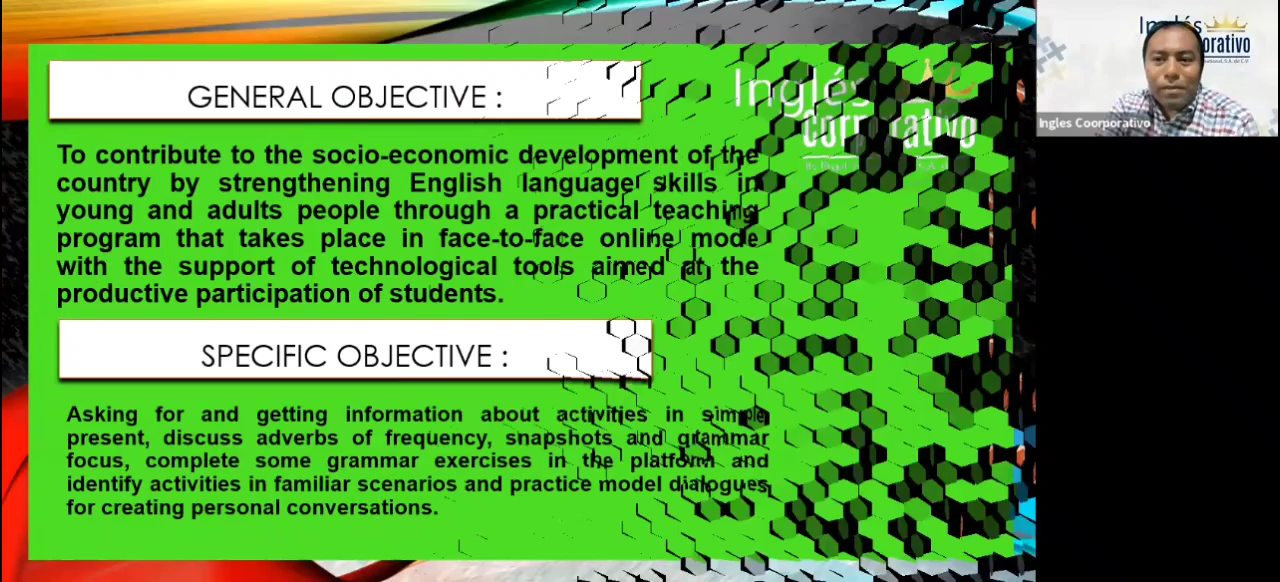 GENERAL OBJECTIVE :
To contribute to the socio-economic development of the
country by strengthening English language skills in
young and adults people through a practical teaching
program that takes place in face-to-face online mode
with the support of technological tools aimed at the
productive participation of students.
SPECIFIC OBJECTIVE :
Asking for and getting information about activities in simple
present, discuss adverbs of frequency, snapshots and grammar
focus, complete some grammar exercises in the platform and
identify activities in familiar scenarios and practice model dialogues
for creating personal conversations.
Inglés
corporativo
Inglés
Ingles Coorporativo